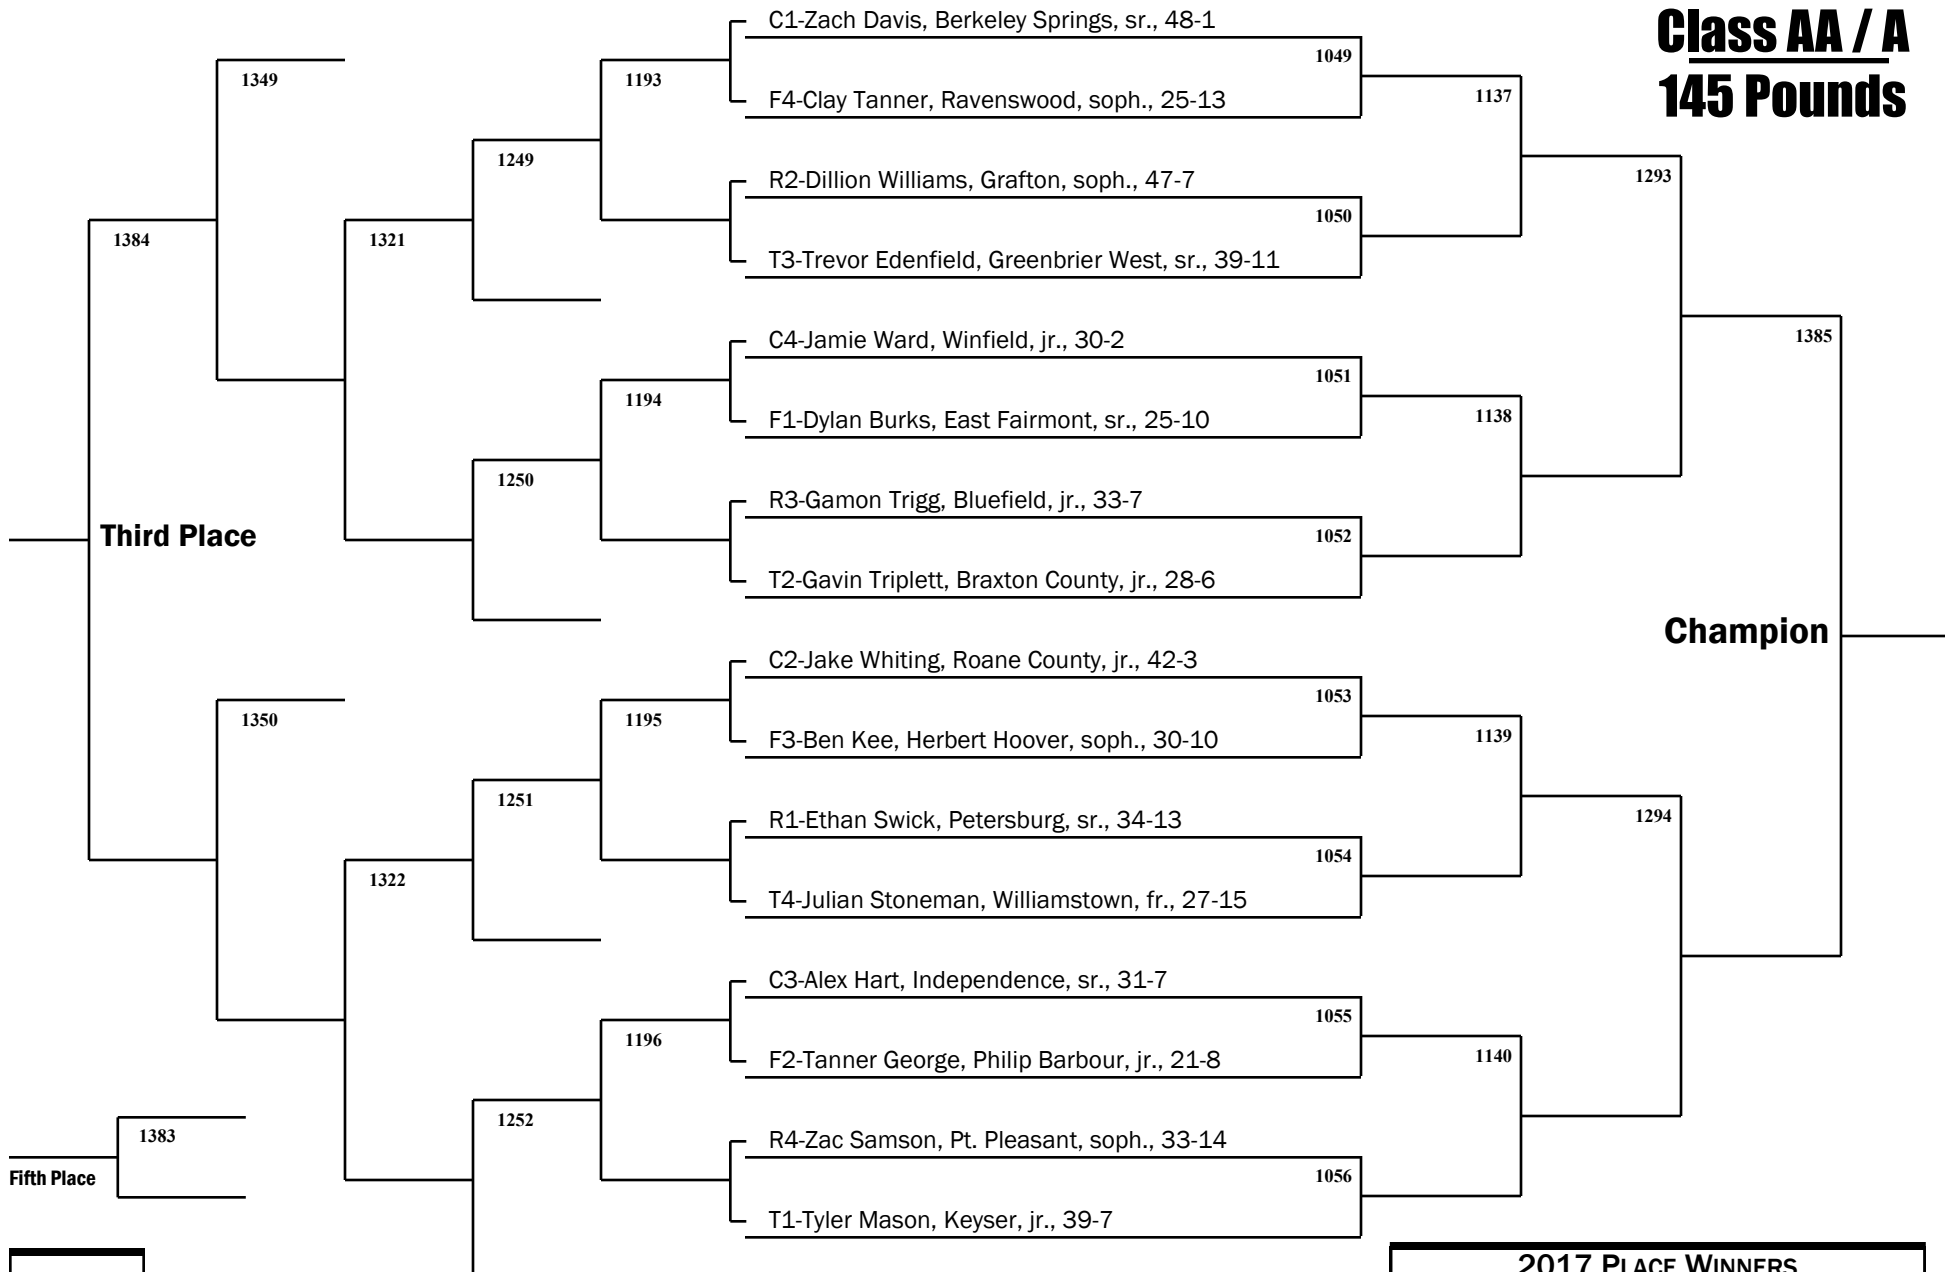 Class AA / A
145 Pounds
C1-Zach Davis, Berkeley Springs, sr., 48-1
1049
F4-Clay Tanner, Ravenswood, soph., 25-13
R2-Dillion Williams, Grafton, soph., 47-7
1050
T3-Trevor Edenfield, Greenbrier West, sr., 39-11
C4-Jamie Ward, Winfield, jr., 30-2
1051
F1-Dylan Burks, East Fairmont, sr., 25-10
R3-Gamon Trigg, Bluefield, jr., 33-7
1052
T2-Gavin Triplett, Braxton County, jr., 28-6
C2-Jake Whiting, Roane County, jr., 42-3
1053
F3-Ben Kee, Herbert Hoover, soph., 30-10
R1-Ethan Swick, Petersburg, sr., 34-13
1054
T4-Julian Stoneman, Williamstown, fr., 27-15
C3-Alex Hart, Independence, sr., 31-7
1055
F2-Tanner George, Philip Barbour, jr., 21-8
R4-Zac Samson, Pt. Pleasant, soph., 33-14
1056
T1-Tyler Mason, Keyser, jr., 39-7
1137
1138
1139
1140
1293
1294
1385
Champion
1193
1194
1195
1196
1249
1250
1251
1252
1321
1322
1349
1350
1384
Third Place
1383
Fifth Place
2017 PLACE WINNERS